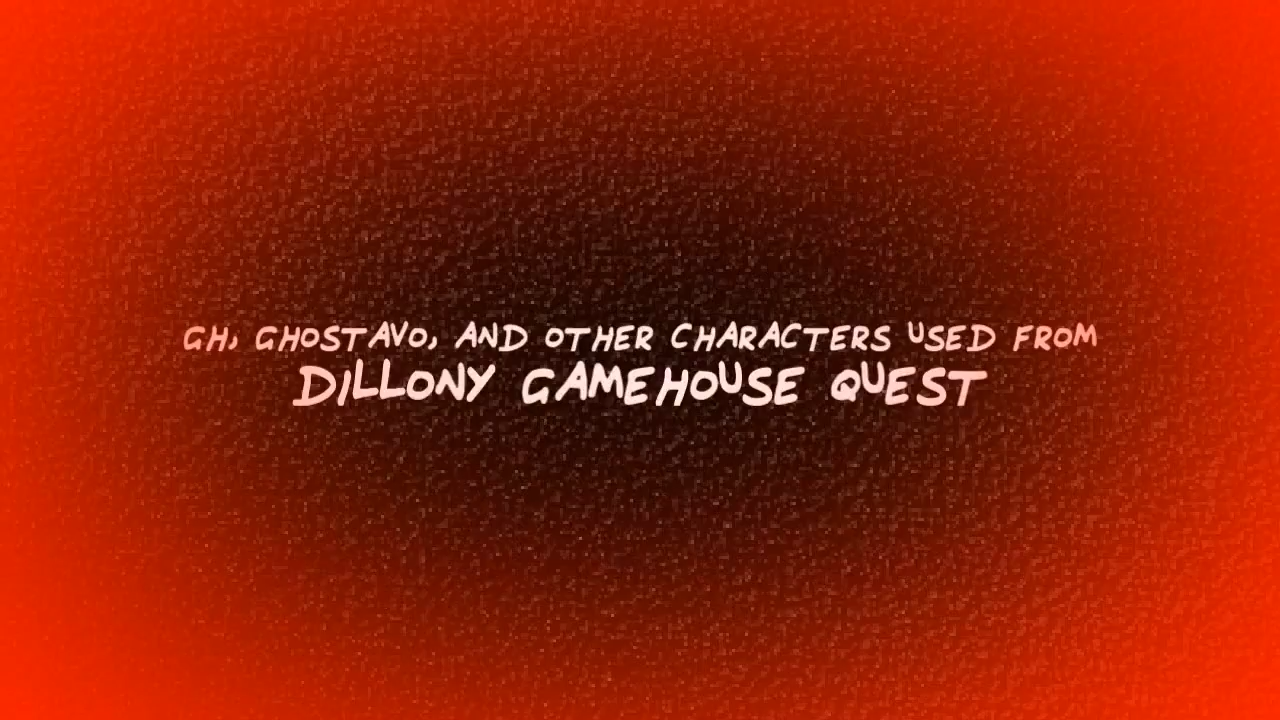 GH, GHOSTAVO, AND OTHER CHARACTERS USED FROM
DILLONY GAMEHOUSE QUEST